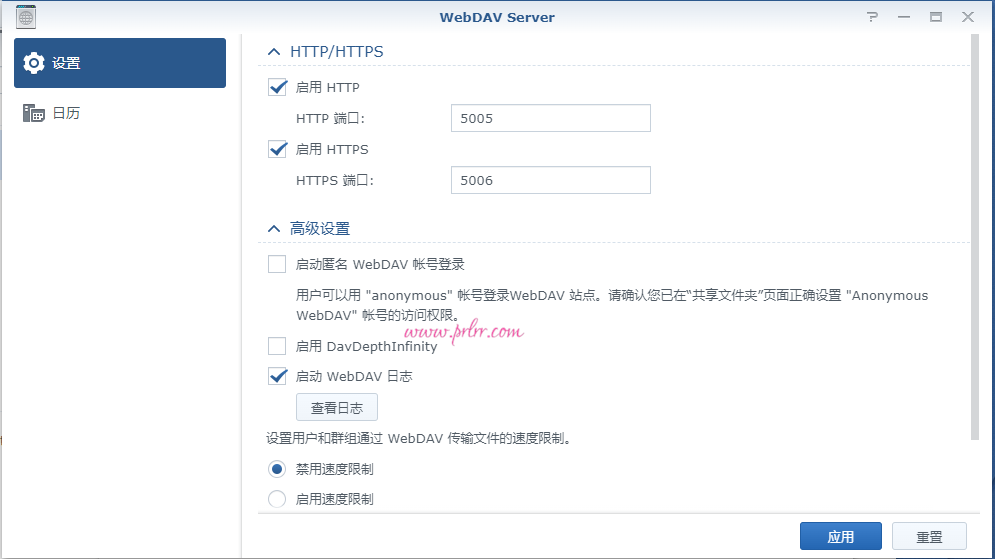 WebDAV Server
设置
日历
HTTP/HTTPS
启用 HTTP
HTTP 端口:
5005
启用 HTTPS
HTTPS 端口:
5006
高级设置
启动匿名 WebDAV 帐号登录
用户可以用 "anonymous" 帐号登录WebDAV 站点。请确认您已在“共享文件夹”页面正确设置 "Anonymous
WebDAV" 帐号的访问权限。
www.prlrr.com
启用 DavDepthInfinity
启动 WebDAV 日志
查看日志
设置用户和群组通过 WebDAV 传输文件的速度限制。
禁用速度限制
启用速度限制
应用
重置